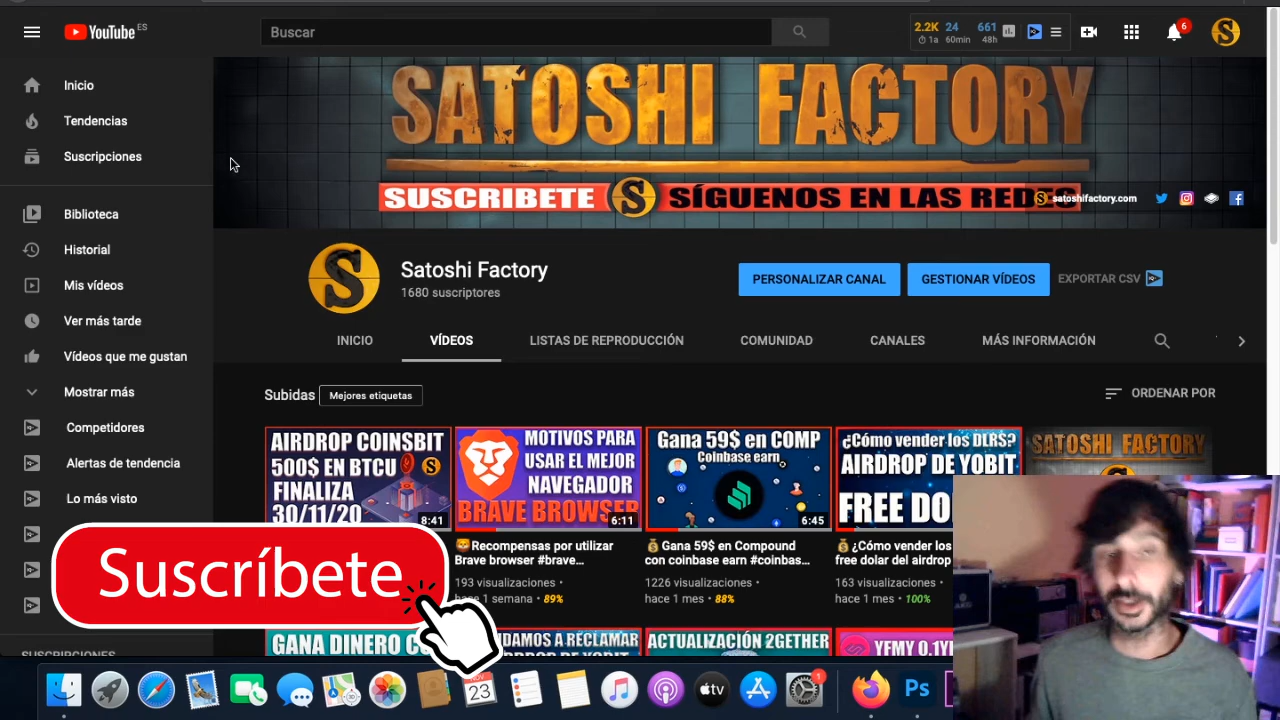 YouTube ES
Buscar
2.2K 24 661
1a 60min 48h
6
Inicio
Tendencias
Suscripciones
Biblioteca
Historial
Mis vídeos
Ver más tarde
Vídeos que me gustan
Mostrar más
Competidores
Alertas de tendencia
Lo más visto
SATOSHI FACTORY
SUSCRIBETE S SÍGUENOS EN LAS REDES
satoshifactory.com
Satoshi Factory
1680 suscriptores
PERSONALIZAR CANAL
GESTIONAR VÍDEOS
EXPORTAR CSV
INICIO
VÍDEOS
LISTAS DE REPRODUCCIÓN
COMUNIDAD
CANALES
MÁS INFORMACIÓN
Subidas
Mejores etiquetas
ORDENAR POR
AIRDROP COINSBIT
500$ EN BTCU
FINALIZA
30/11/20
8:41
MOTIVOS PARA
USAR EL MEJOR
NAVEGADOR
BRAVE BROWSER
6:11
Recompensas por utilizar
Brave browser #brave...
193 visualizaciones •
hace 1 semana • 89%
Gana 59$ en COMP
Coinbase earn
6:45
Gana 59$ en Compound
con coinbase earn #coinbas...
1226 visualizaciones •
hace 1 mes • 88%
¿Cómo vender los DLRS?
AIRDROP DE YOBIT
FREE DO
¿Cómo vender los
free dolar del airdrop
163 visualizaciones •
hace 1 mes • 100%
SATOSHI FACTORY
Suscríbete
GANA DINERO CO
UDAMOS A RECLAMAR
ACTUALIZACIÓN 2GETHER
YFMY 0.1YF
NOV
23
tv
1
Ps